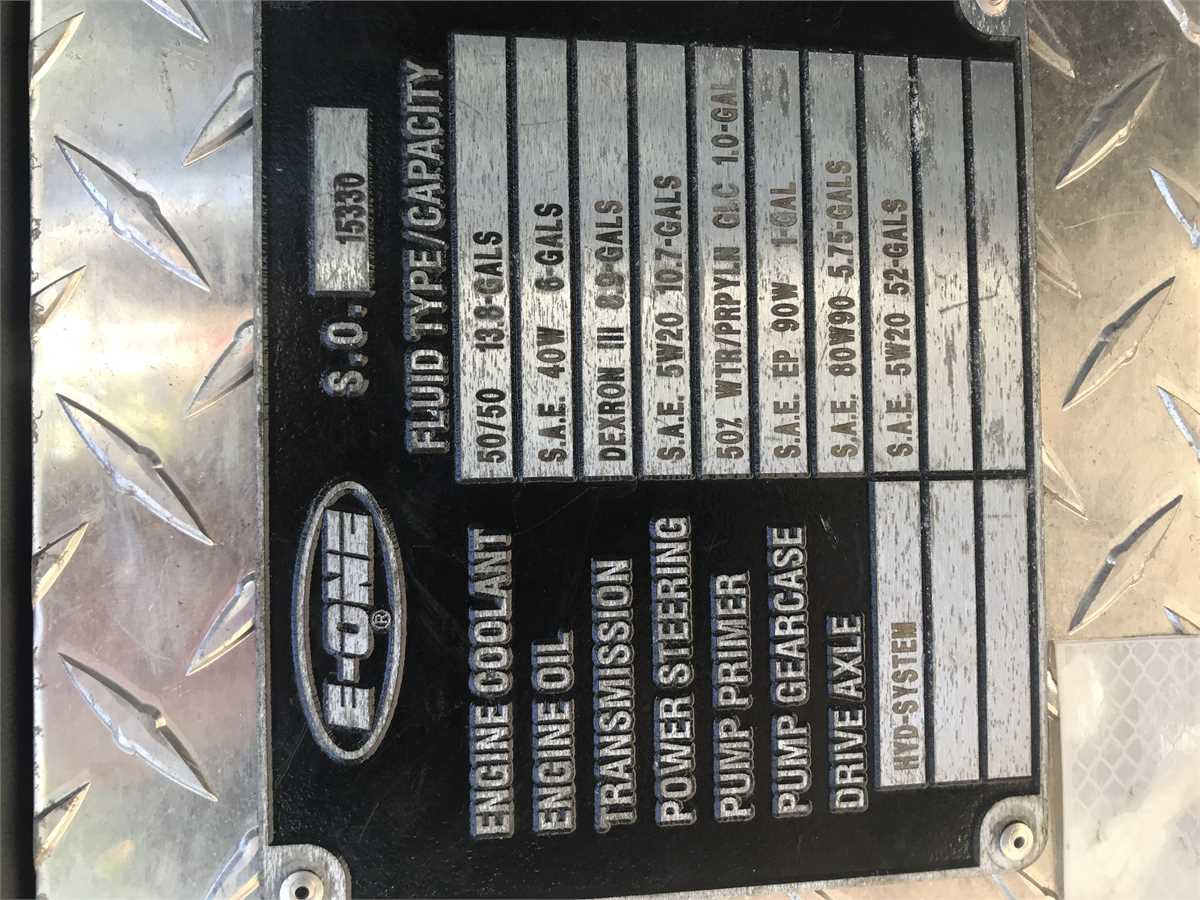 E-ONE®
S.O. 15330
FLUID TYPE/CAPACITY
ENGINE COOLANT 50/50 13.8-GALS
ENGINE OIL S.A.E. 40W 6-GALS
TRANSMISSION DEXRON III 8.9-GALS
POWER STEERING S.A.E. 5W20 10.7-GALS
PUMP PRIMER 50% WTR/PRPYLN GLC 1.0-GAL
PUMP GEARCASE S.A.E. EP 90W 1-GAL
DRIVE AXLE S.A.E. 80W90 5.75-GALS
HYD-SYSTEM S.A.E. 5W20 52-GALS